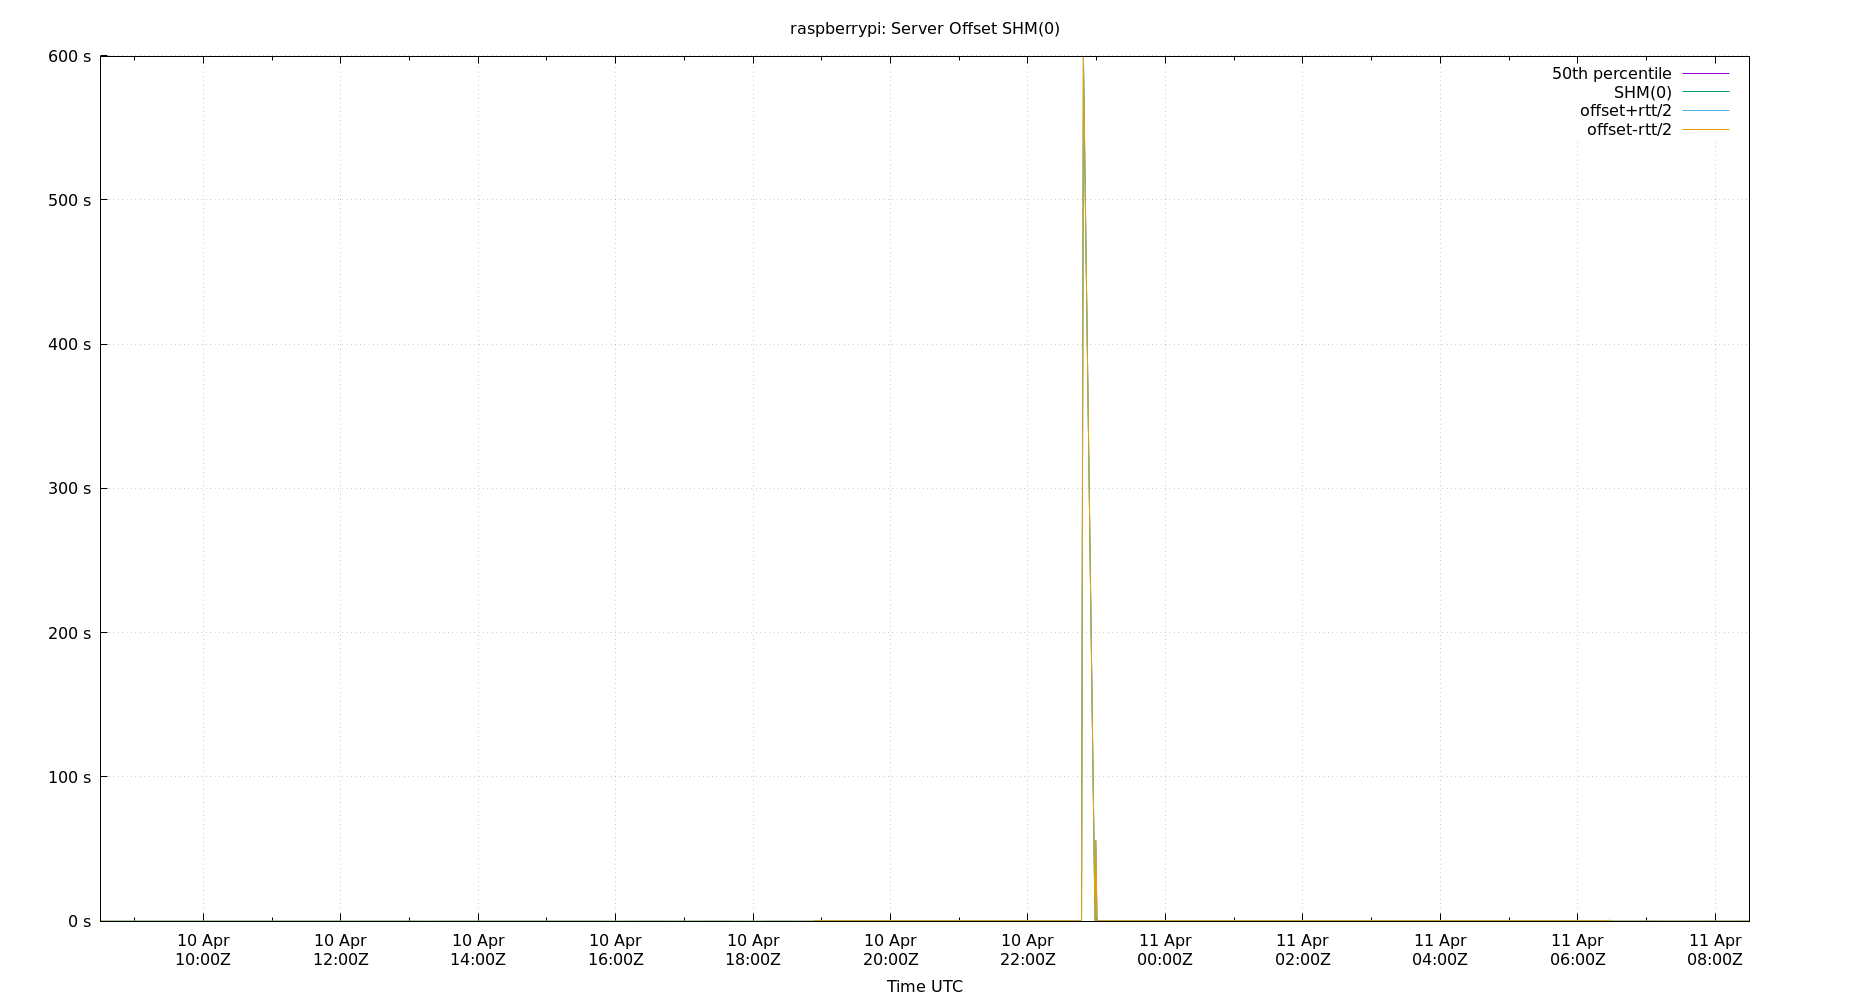 raspberrypi: Server Offset SHM(0)
600 s
500 s
400 s
300 s
200 s
100 s
0 s
50th percentile
SHM(0)
offset+rtt/2
offset-rtt/2
10 Apr 10 Apr 10 Apr 10 Apr 10 Apr 10 Apr 10 Apr 11 Apr 11 Apr 11 Apr 11 Apr 11 Apr
10:00Z 12:00Z 14:00Z 16:00Z 18:00Z 20:00Z 22:00Z 00:00Z 02:00Z 04:00Z 06:00Z 08:00Z
Time UTC